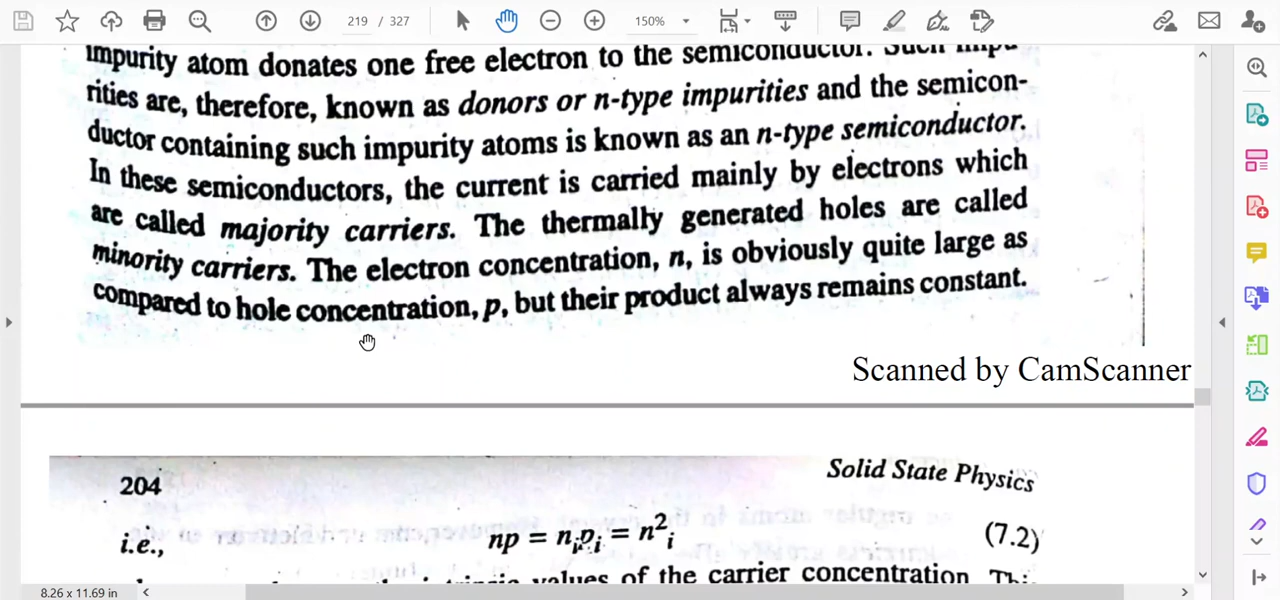 219 / 327
150%
impurity atom donates one free electron to the semiconductor. Such impu-
rities are, therefore, known as donors or n-type impurities and the semicon-
ductor containing such impurity atoms is known as an n-type semiconductor.
In these semiconductors, the current is carried mainly by electrons which
are called majority carriers. The thermally generated holes are called
minority carriers. The electron concentration, n, is obviously quite large as
compared to hole concentration, p, but their product always remains constant.
Scanned by CamScanner
204 Solid State Physics
i.e., np = nᵢpᵢ = n²ᵢ (7.2)
values of the carrier concentration
8.26 x 11.69 in